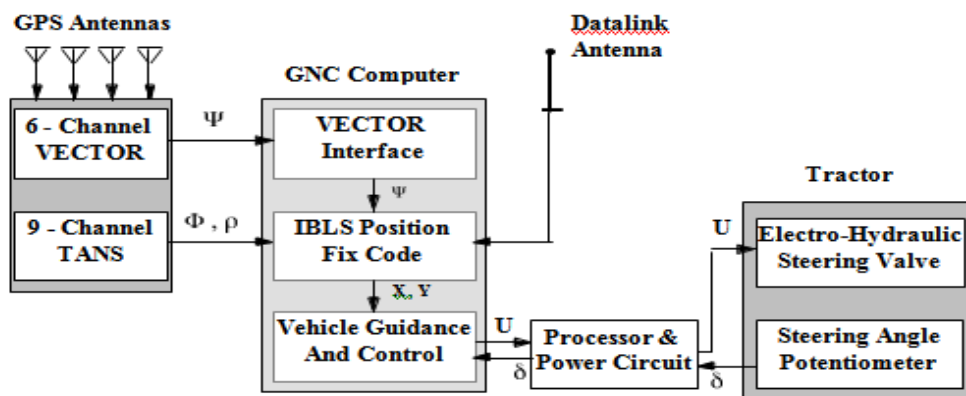 GPS Antennas
Datalink
Antenna
GNC Computer
6 - Channel
VECTOR
Ψ
VECTOR
Interface
Ψ
Tractor
9 - Channel
TANS
Φ , ρ
IBLS Position
Fix Code
X, Y
U
Electro-Hydraulic
Steering Valve
Vehicle Guidance
And Control
U
δ
Processor &
Power Circuit
δ
Steering Angle
Potentiometer